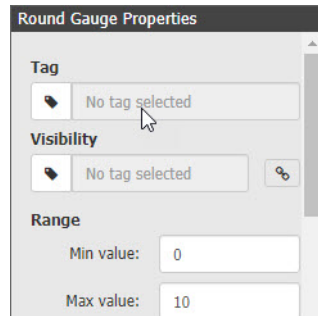 Round Gauge Properties
Tag
No tag selected
Visibility
No tag selected
Range
Min value: 0
Max value: 10